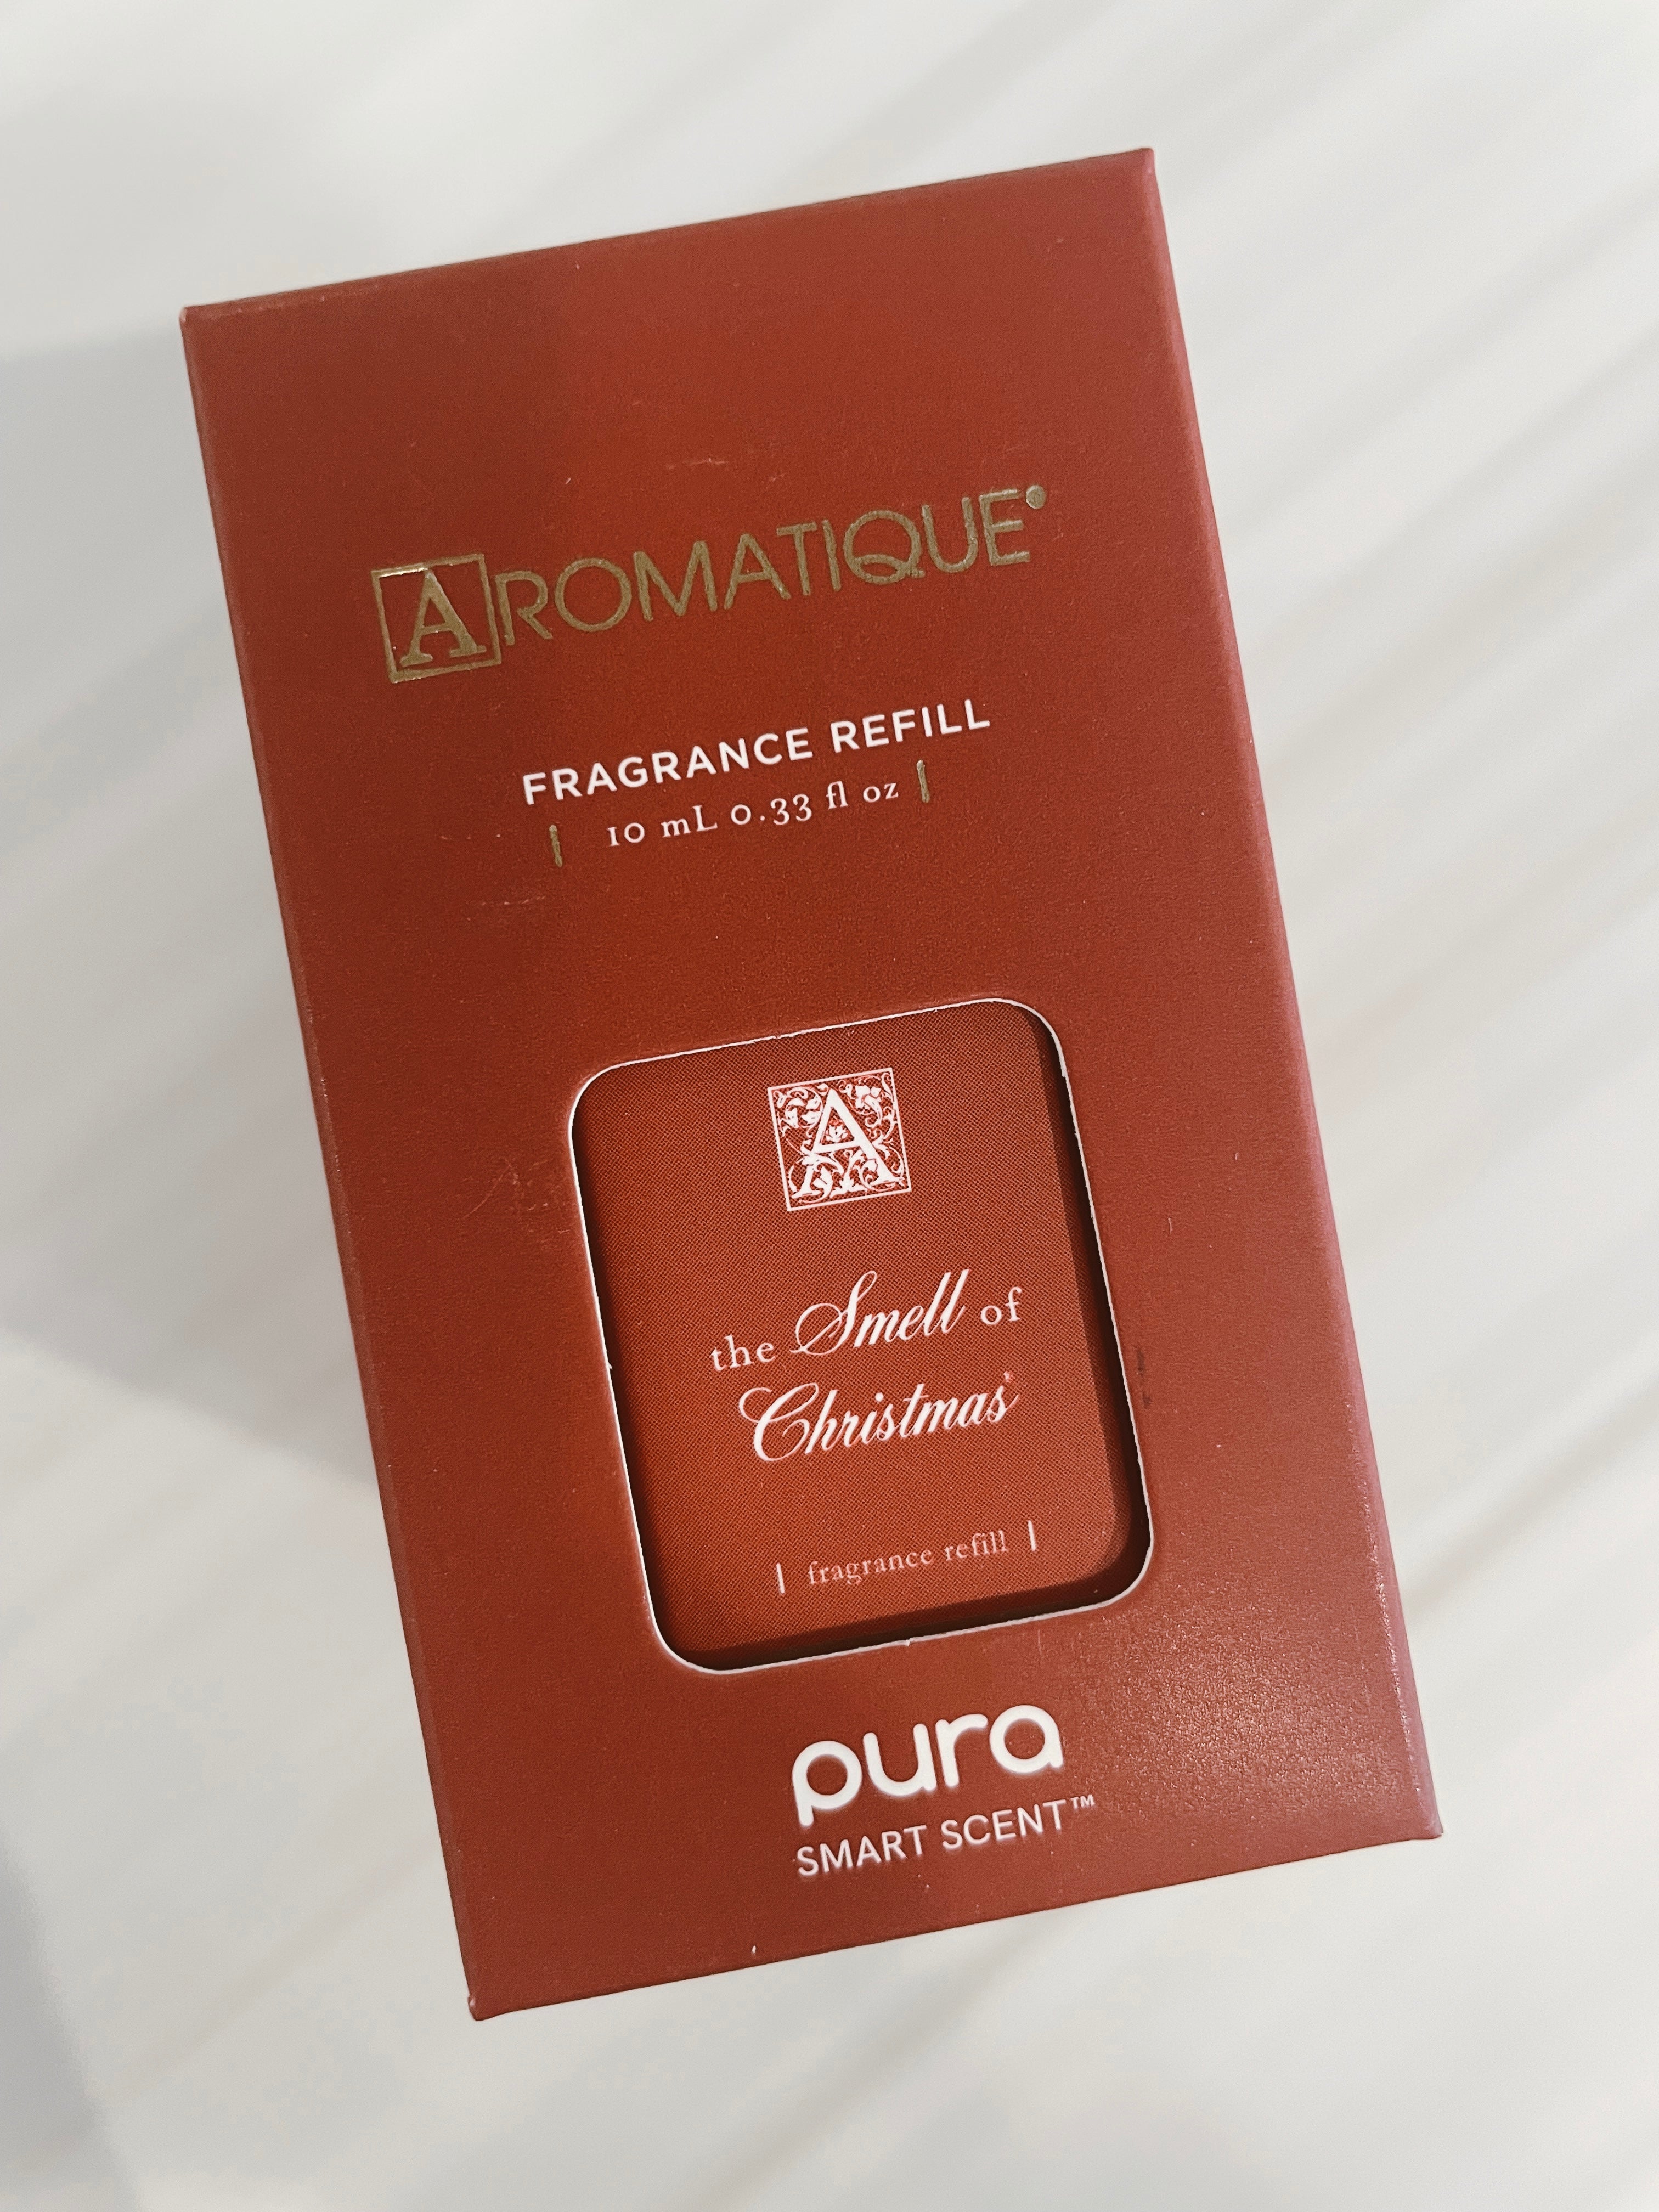 AROMATIQUE®
FRAGRANCE REFILL
| 10 mL 0.33 fl oz |
A
the Smell of
Christmas®
| fragrance refill |
pura
SMART SCENT™